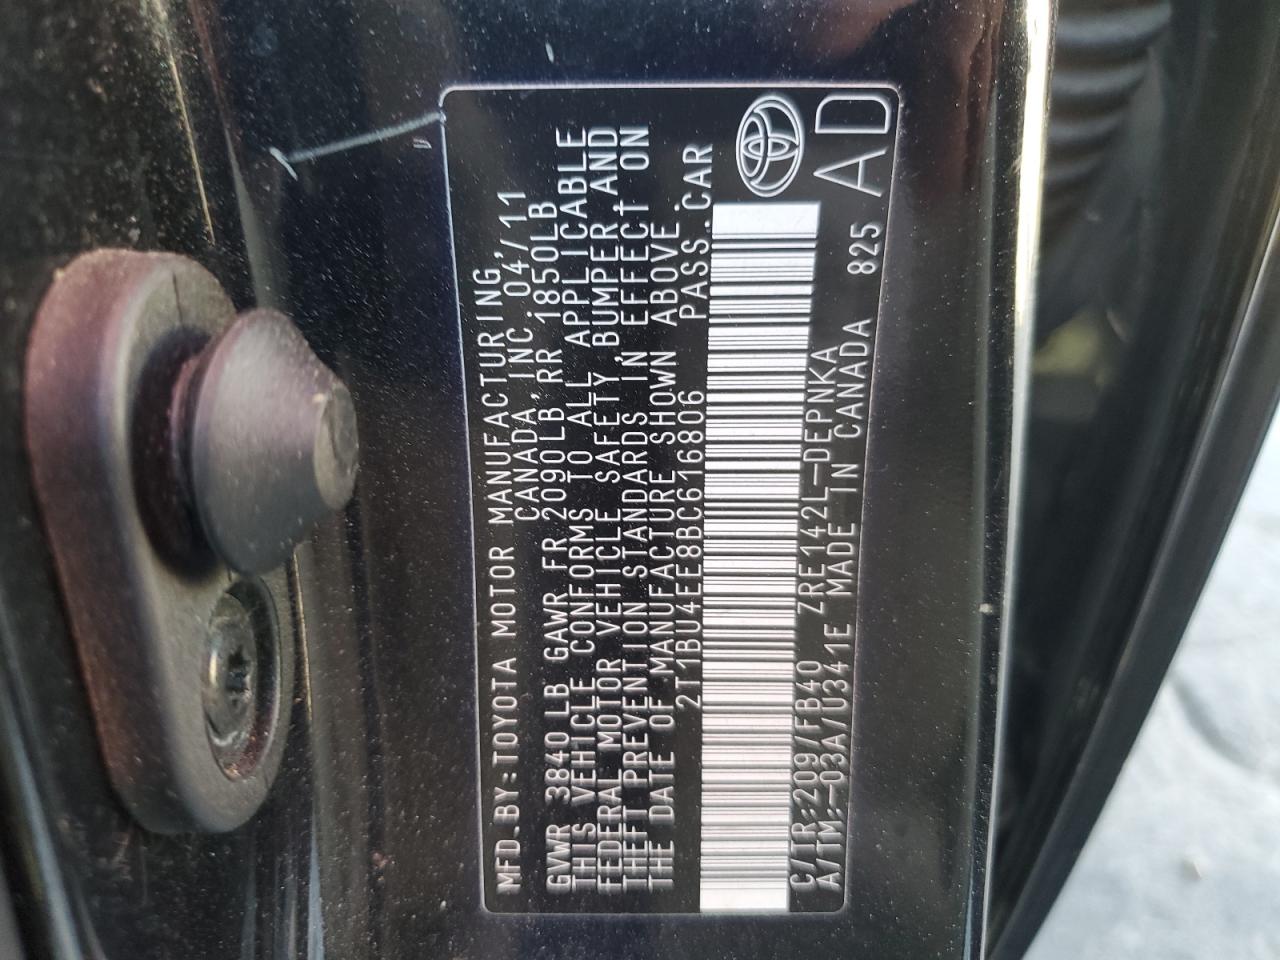 MFD.BY:TOYOTA MOTOR MANUFACTURING,
CANADA,INC. 04/11
GVWR 3840LB GAWR FR 2090LB,RR 1850LB
THIS VEHICLE CONFORMS TO ALL APPLICABLE
FEDERAL MOTOR VEHICLE SAFETY,BUMPER,AND
THEFT PREVENTION STANDARDS IN EFFECT ON
THE DATE OF MANUFACTURE SHOWN ABOVE.
2T1BU4EE8BC616806 PASS.CAR
C/TR:209/FB40 ZRE142L-DEPNKA
A/TM:-03A/U341E MADE IN CANADA 825
AD